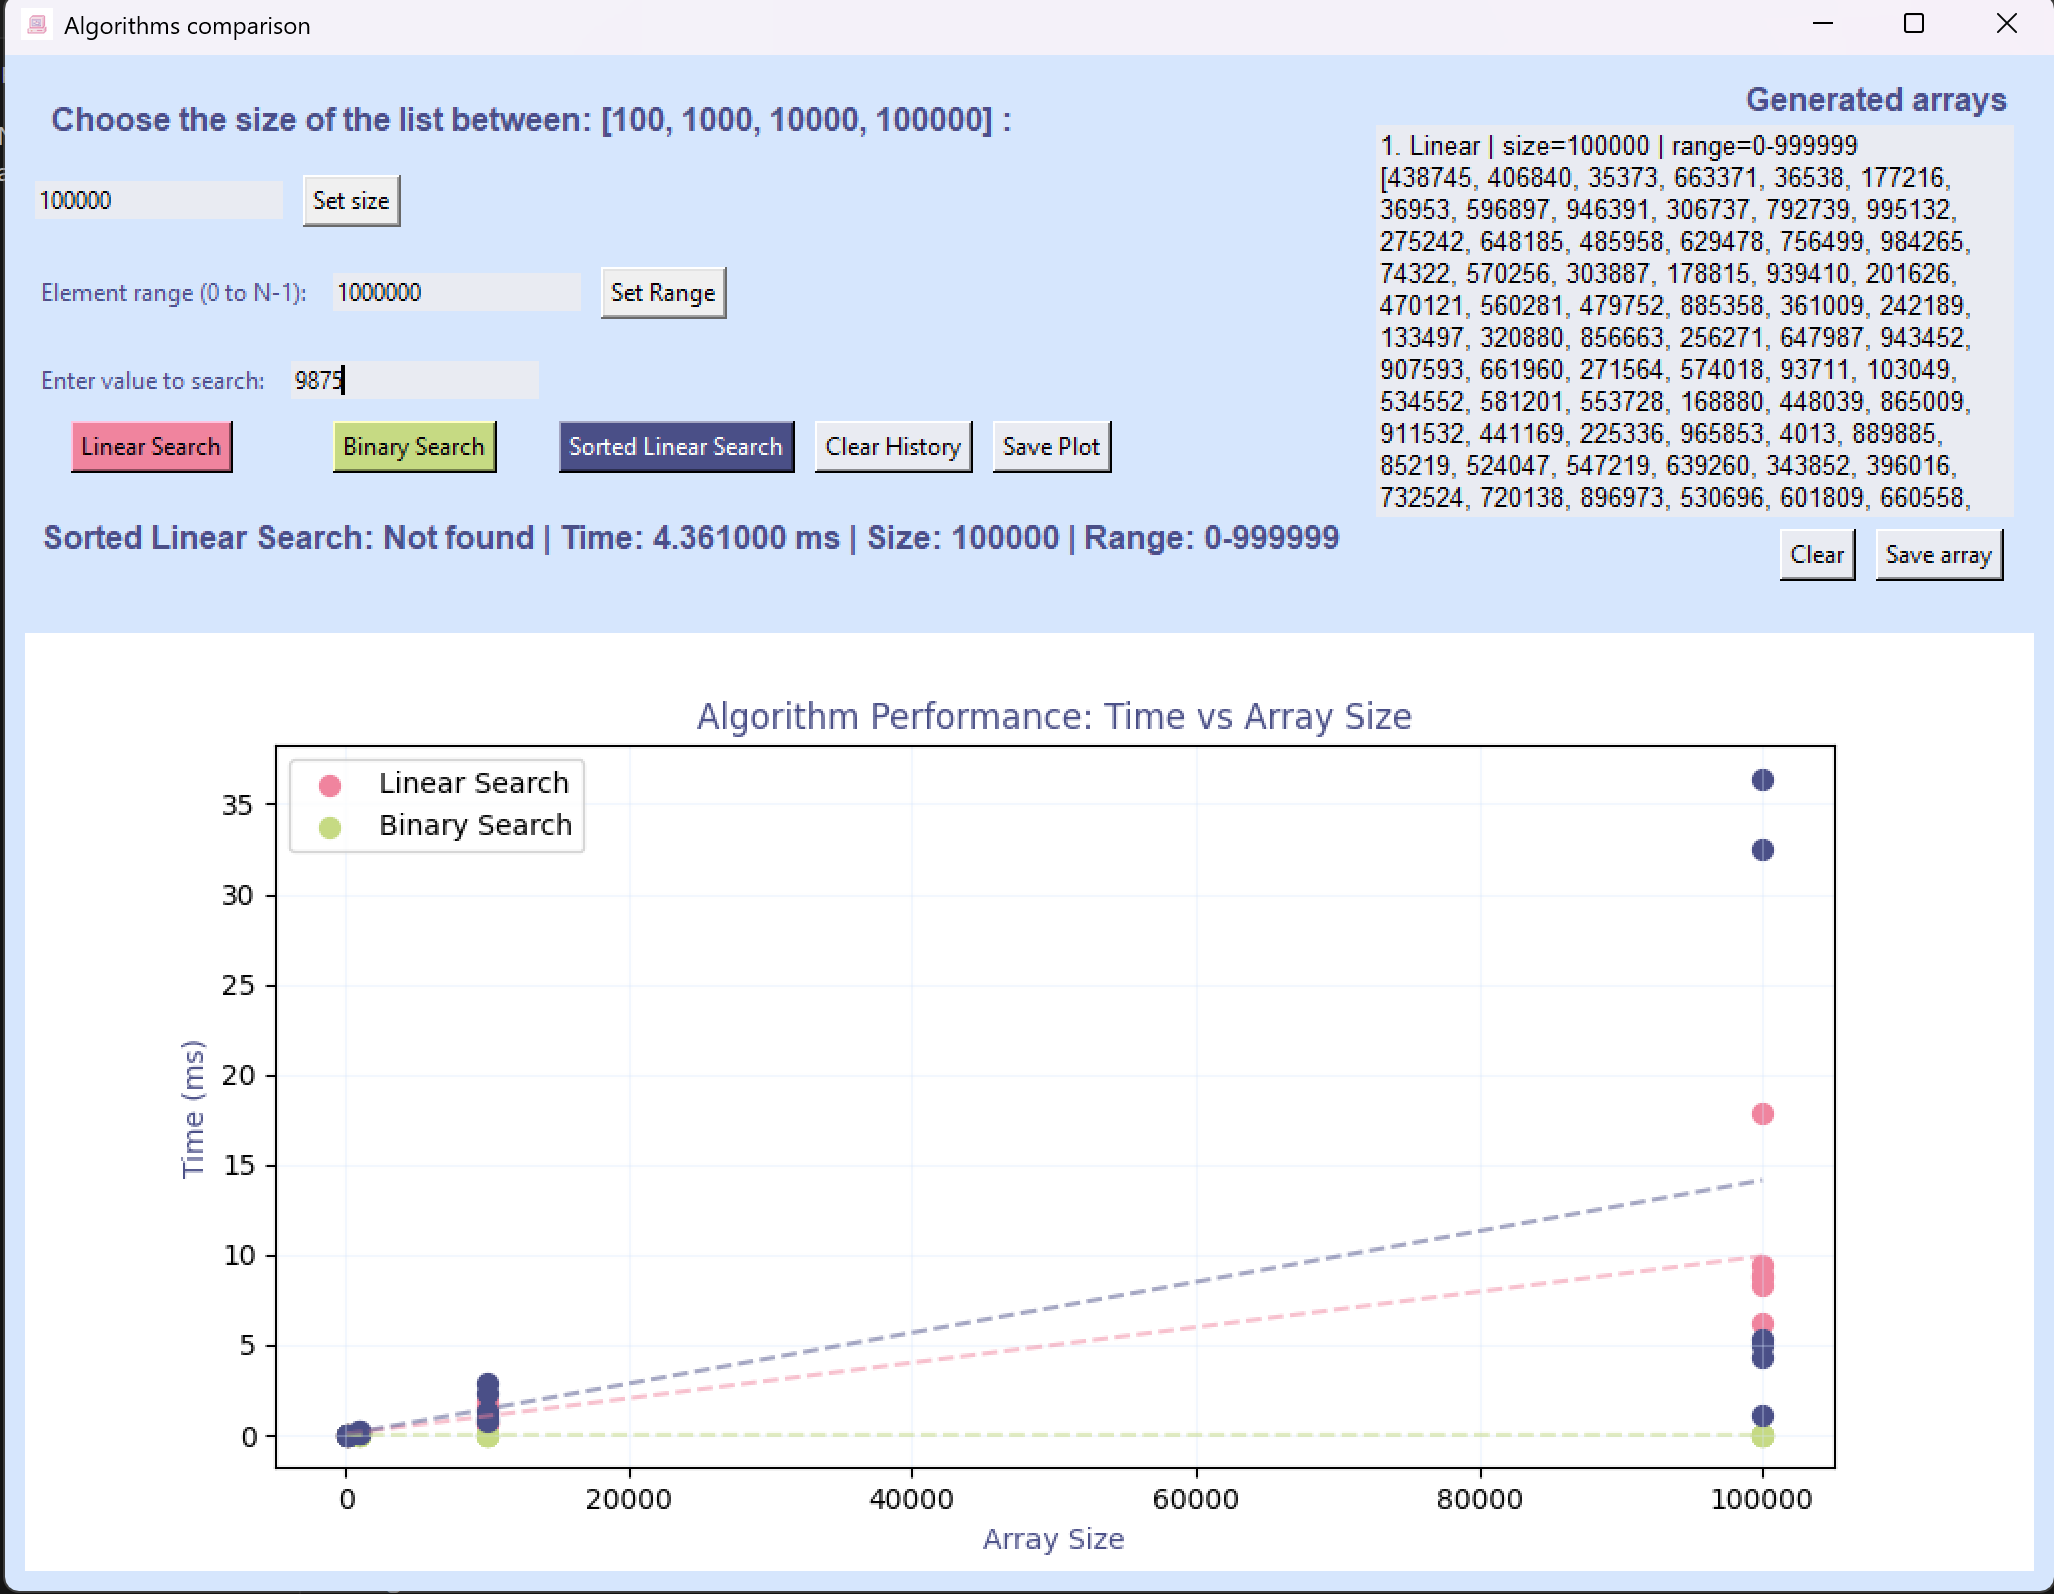 Algorithms comparison
Choose the size of the list between: [100, 1000, 10000, 100000] :
100000
Set size
Element range (0 to N-1):
1000000
Set Range
Enter value to search:
9875
Linear Search
Binary Search
Sorted Linear Search
Clear History
Save Plot
Sorted Linear Search: Not found | Time: 4.361000 ms | Size: 100000 | Range: 0-999999
Generated arrays
1. Linear | size=100000 | range=0-999999
[438745, 406840, 35373, 663371, 36538, 177216,
36953, 596897, 946391, 306737, 792739, 995132,
275242, 648185, 485958, 629478, 756499, 984265,
74322, 570256, 303887, 178815, 939410, 201626,
470121, 560281, 479752, 885358, 361009, 242189,
133497, 320880, 856663, 256271, 647987, 943452,
907593, 661960, 271564, 574018, 93711, 103049,
534552, 581201, 553728, 168880, 448039, 865009,
911532, 441169, 225336, 965853, 4013, 889885,
85219, 524047, 547219, 639260, 343852, 396016,
732524, 720138, 896973, 530696, 601809, 660558,
Clear
Save array
Algorithm Performance: Time vs Array Size
Linear Search
Binary Search
35
30
25
20
15
10
5
0
Time (ms)
0
20000
40000
60000
80000
100000
Array Size